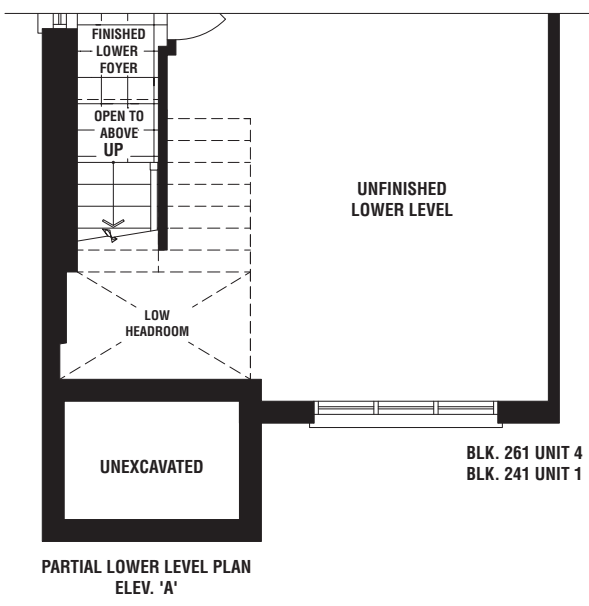 FINISHED
LOWER
FOYER
OPEN TO
ABOVE
UP
UNFINISHED
LOWER LEVEL
LOW
HEADROOM
UNEXCAVATED
BLK. 261 UNIT 4
BLK. 241 UNIT 1
PARTIAL LOWER LEVEL PLAN
ELEV. 'A'